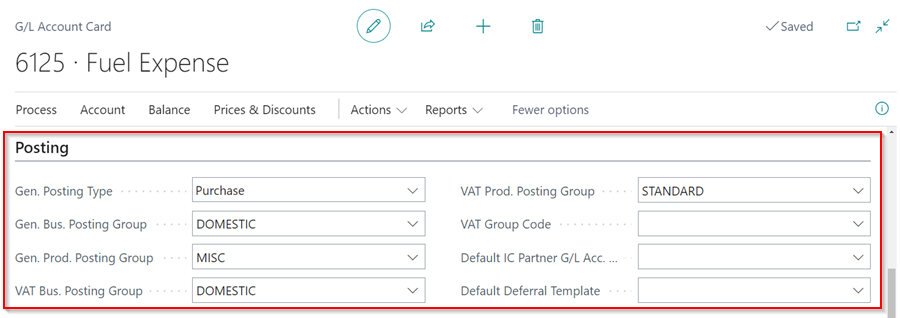 G/L Account Card
Saved
6125 · Fuel Expense
Process Account Balance Prices & Discounts Actions Reports Fewer options
Posting
Gen. Posting Type Purchase VAT Prod. Posting Group STANDARD
Gen. Bus. Posting Group DOMESTIC VAT Group Code
Gen. Prod. Posting Group MISC Default IC Partner G/L Acc. ...
VAT Bus. Posting Group DOMESTIC Default Deferral Template